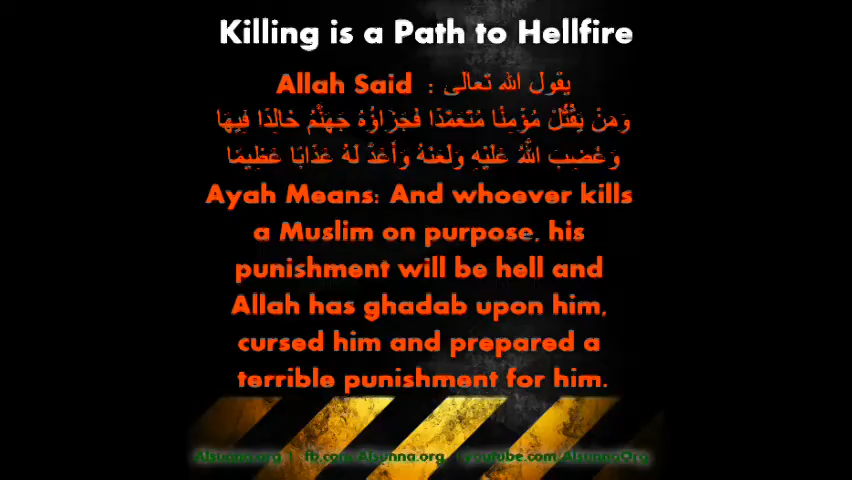 Killing is a Path to Hellfire
Allah Said : يقول الله تعالى
وَمَنْ يَقْتُلْ مُؤْمِنًا مُتَعَمِّدًا فَجَزَاؤُهُ جَهَنَّمُ خَالِدًا فِيهَا
وَغَضِبَ اللَّهُ عَلَيْهِ وَلَعَنَهُ وَأَعَدَّ لَهُ عَذَابًا عَظِيمًا
Ayah Means: And whoever kills
a Muslim on purpose, his
punishment will be hell and
Allah has ghadab upon him,
cursed him and prepared a
terrible punishment for him.
Alsunna.org | fb.com/Alsunna.org | youtube.com/AlsunnaOrg